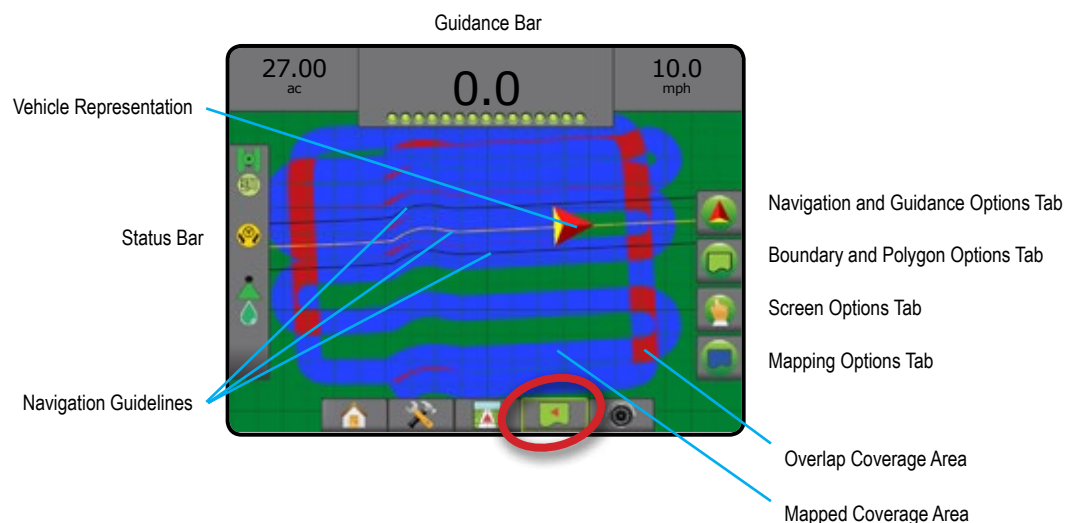 Guidance Bar
27.00
ac
0.0
10.0
mph
Vehicle Representation
Status Bar
Navigation Guidelines
Navigation and Guidance Options Tab
Boundary and Polygon Options Tab
Screen Options Tab
Mapping Options Tab
Overlap Coverage Area
Mapped Coverage Area